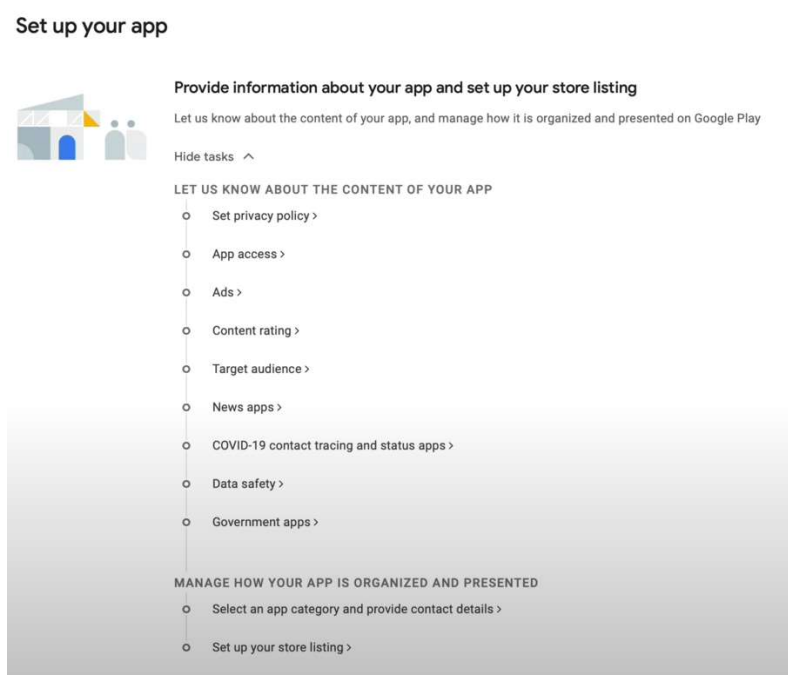 Set up your app
Provide information about your app and set up your store listing
Let us know about the content of your app, and manage how it is organized and presented on Google Play
Hide tasks
LET US KNOW ABOUT THE CONTENT OF YOUR APP
Set privacy policy >
App access >
Ads >
Content rating >
Target audience >
News apps >
COVID-19 contact tracing and status apps >
Data safety >
Government apps >
MANAGE HOW YOUR APP IS ORGANIZED AND PRESENTED
Select an app category and provide contact details >
Set up your store listing >